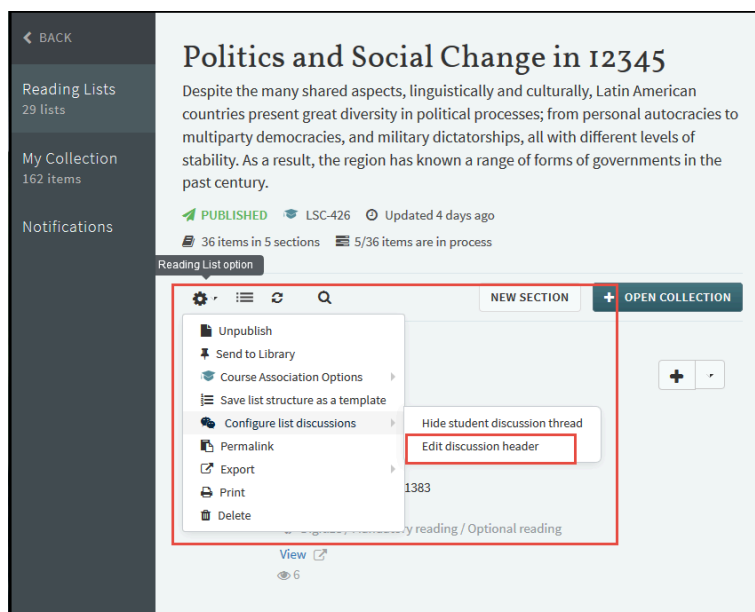 BACK
Reading Lists
29 lists
My Collection
162 items
Notifications
Politics and Social Change in 12345
Despite the many shared aspects, linguistically and culturally, Latin American
countries present great diversity in political processes; from personal autocracies to
multiparty democracies, and military dictatorships, all with different levels of
stability. As a result, the region has known a range of forms of governments in the
past century.
PUBLISHED LSC-426 Updated 4 days ago
36 items in 5 sections 5/36 items are in process
Reading List option
NEW SECTION + OPEN COLLECTION
Unpublish
Send to Library
Course Association Options
Save list structure as a template
Configure list discussions
Permalink
Export
Print
Delete
Hide student discussion thread
Edit discussion header
1383
reading / Optional reading
View
6